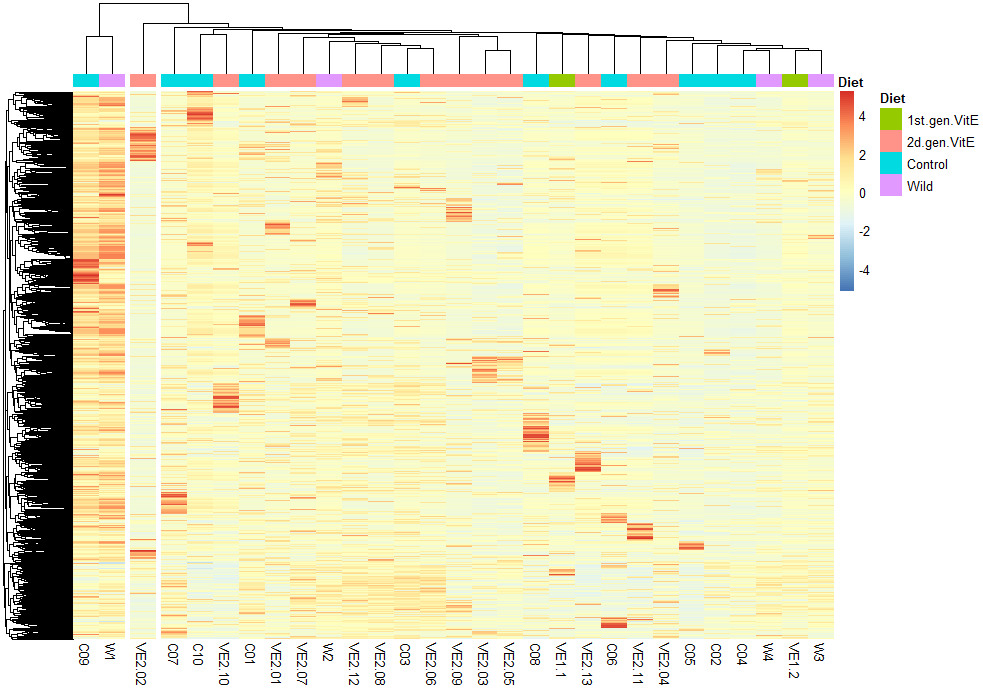 Diet
4
2
0
-2
-4
Diet
1st.gen.VitE
2d.gen.VitE
Control
Wild
C09
W1
VE2.02
C07
C10
VE2.10
C01
VE2.01
VE2.07
W2
VE2.12
VE2.08
C03
VE2.06
VE2.09
VE2.03
VE2.05
C08
VE1.1
VE2.13
C06
VE2.11
VE2.04
C05
C02
C04
W4
VE1.2
W3